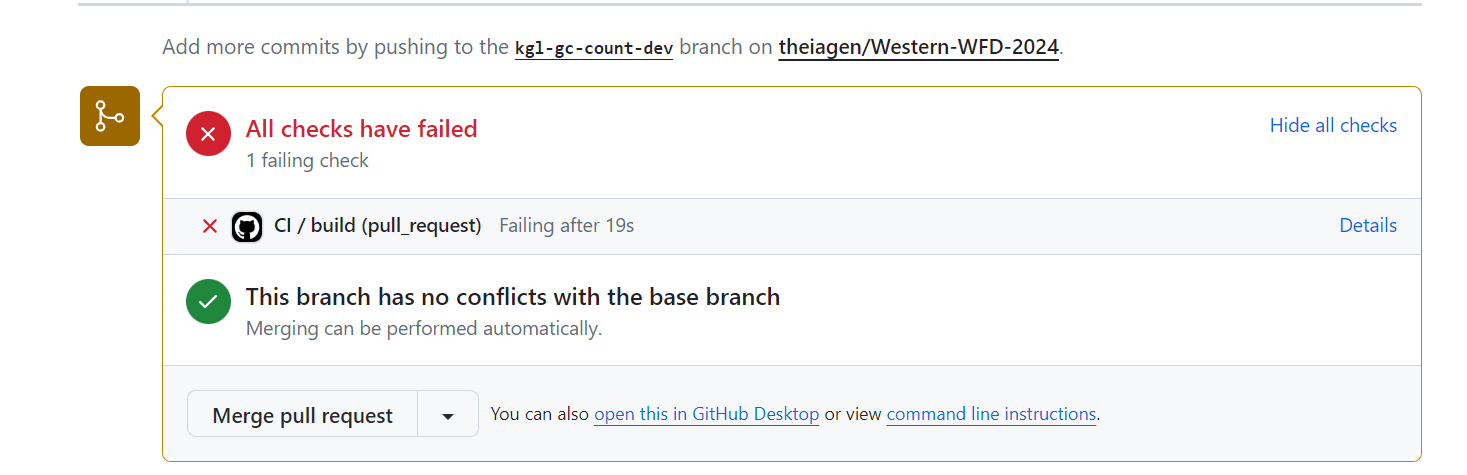 Add more commits by pushing to the kgl-gc-count-dev branch on theiagen/Western-WFD-2024.
All checks have failed
Hide all checks
1 failing check
CI / build (pull_request) Failing after 19s
Details
This branch has no conflicts with the base branch
Merging can be performed automatically.
Merge pull request
You can also open this in GitHub Desktop or view command line instructions.